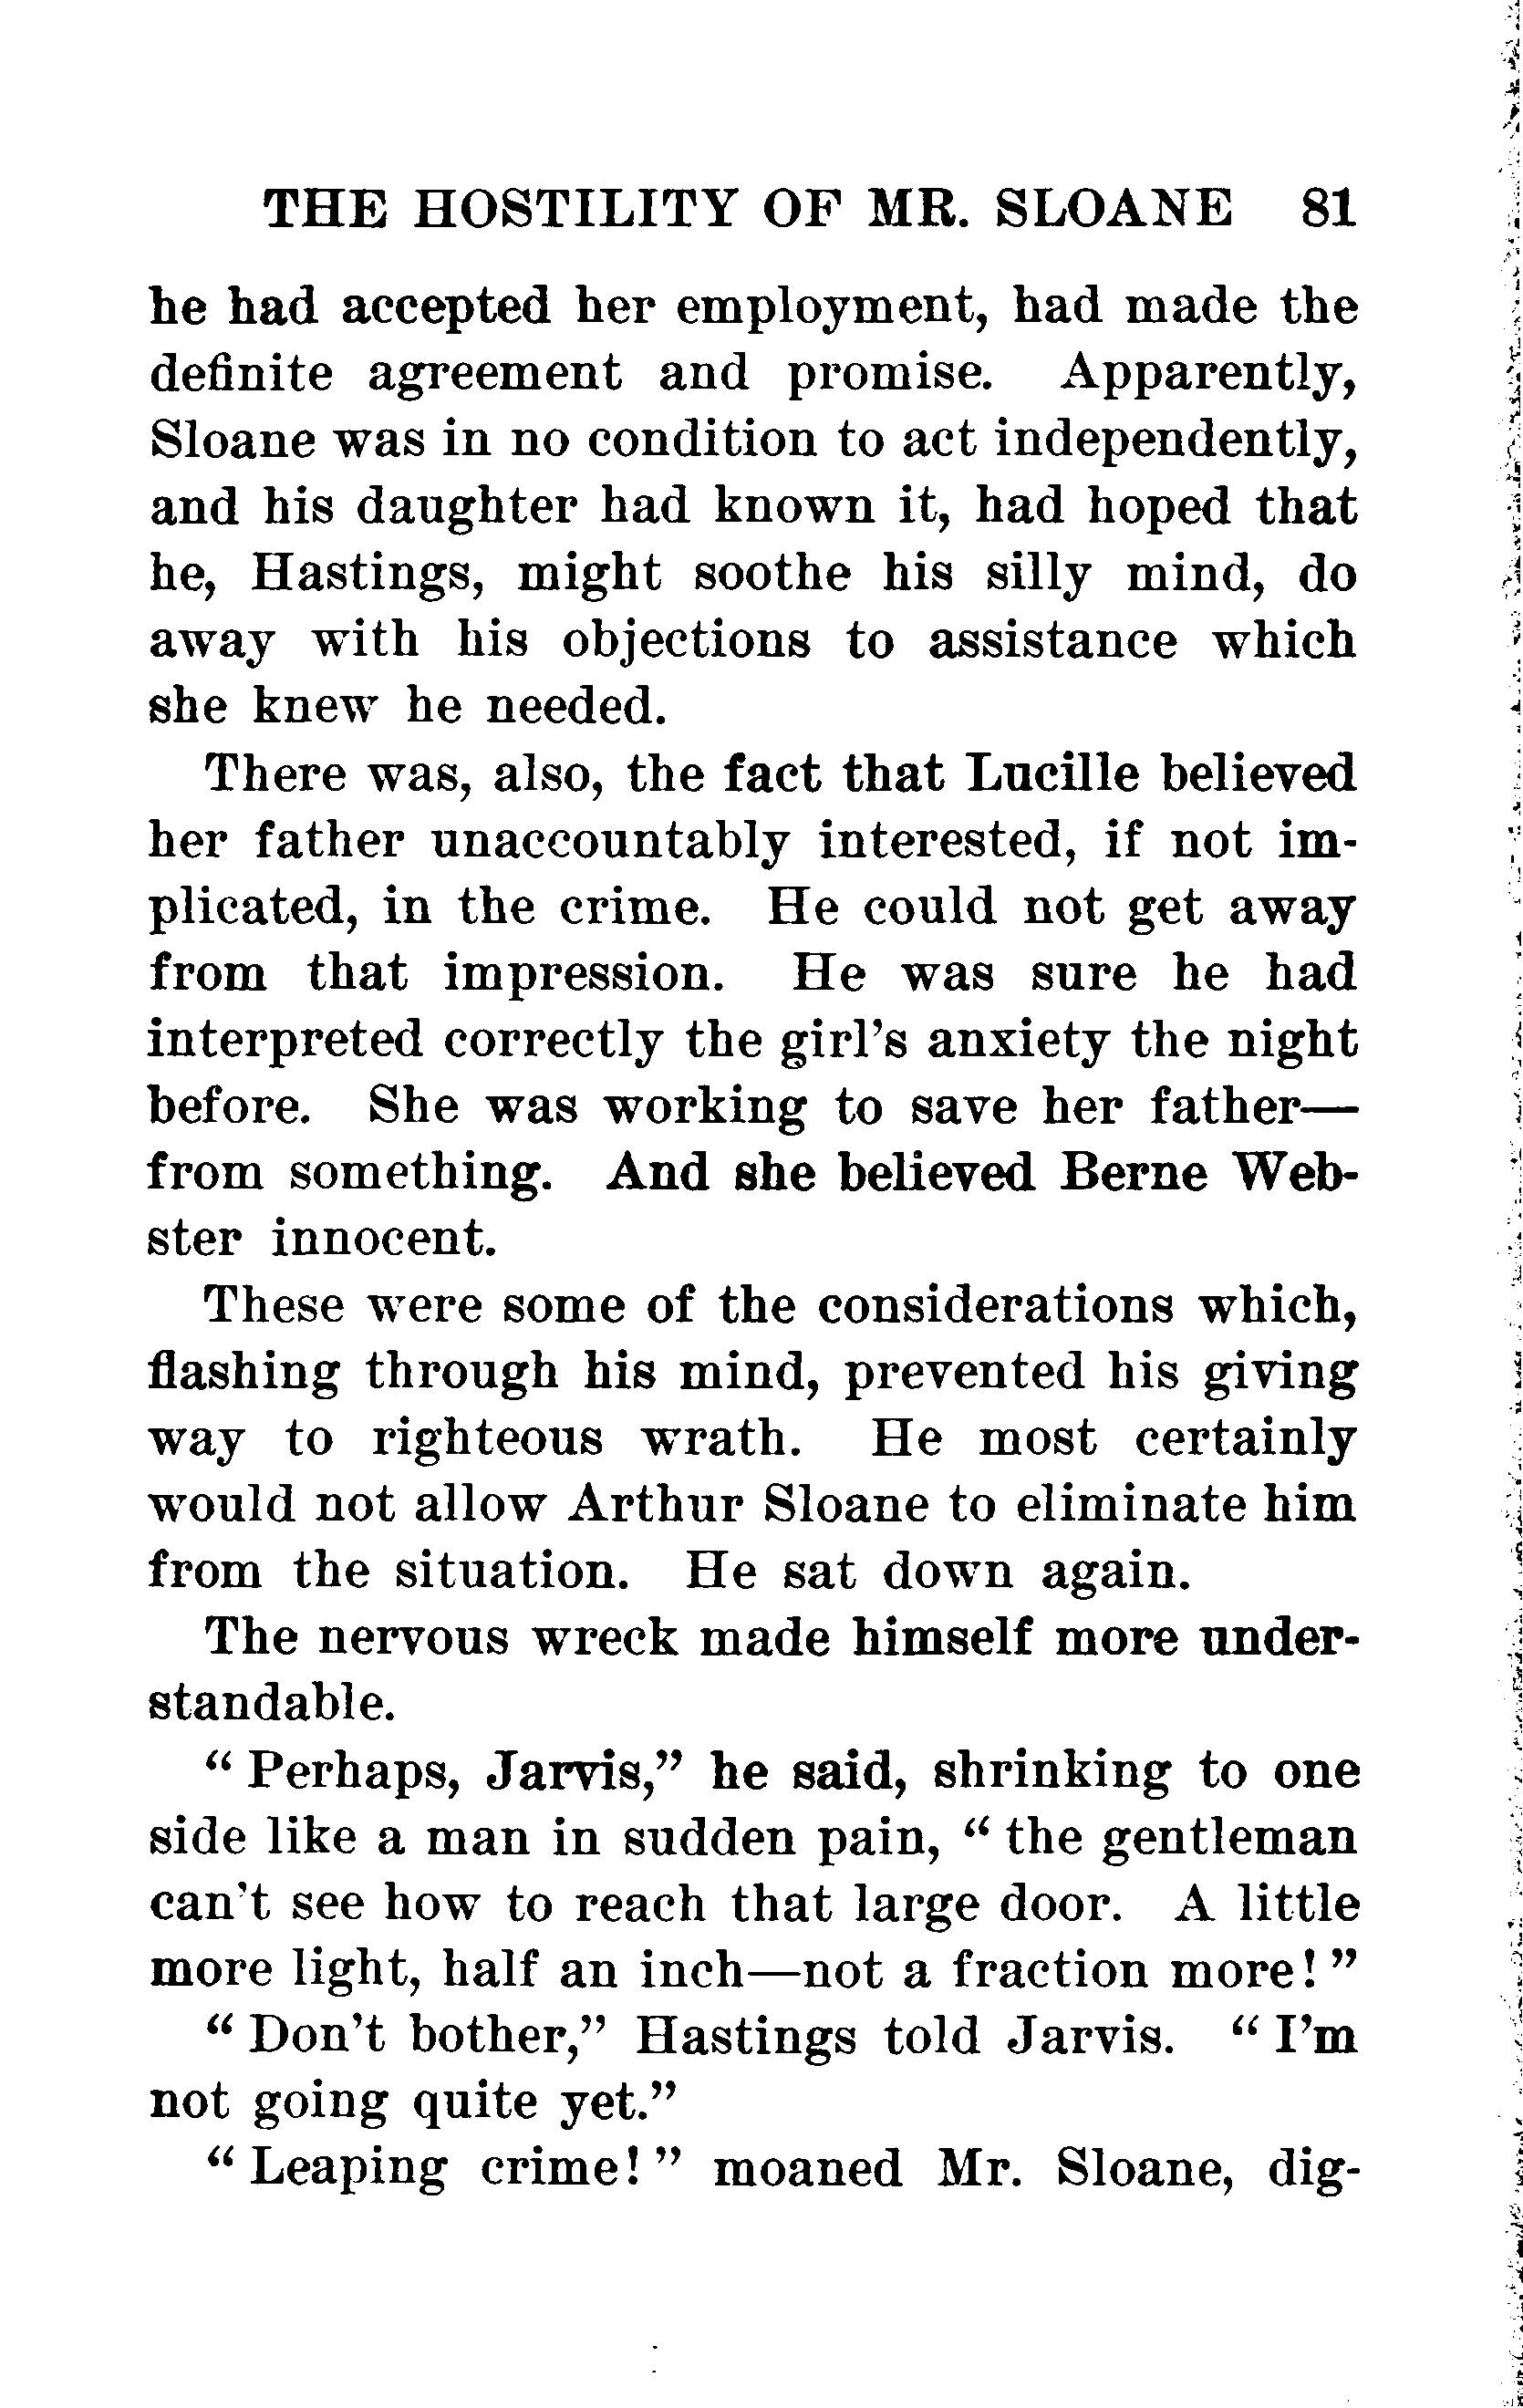 THE HOSTILITY OF MR. SLOANE 81
he had accepted her employment, had made the
definite agreement and promise. Apparently,
Sloane was in no condition to act independently,
and his daughter had known it, had hoped that
he, Hastings, might soothe his silly mind, do
away with his objections to assistance which
she knew he needed.
There was, also, the fact that Lucille believed
her father unaccountably interested, if not im-
plicated, in the crime. He could not get away
from that impression. He was sure he had
interpreted correctly the girl's anxiety the night
before. She was working to save her father—
from something. And she believed Berne Web-
ster innocent.
These were some of the considerations which,
flashing through his mind, prevented his giving
way to righteous wrath. He most certainly
would not allow Arthur Sloane to eliminate him
from the situation. He sat down again.
The nervous wreck made himself more under-
standable.
“ Perhaps, Jarvis,” he said, shrinking to one
side like a man in sudden pain, “ the gentleman
can't see how to reach that large door. A little
more light, half an inch—not a fraction more! ”
“ Don't bother,” Hastings told Jarvis. “ I'm
not going quite yet.”
“ Leaping crime! ” moaned Mr. Sloane, dig-